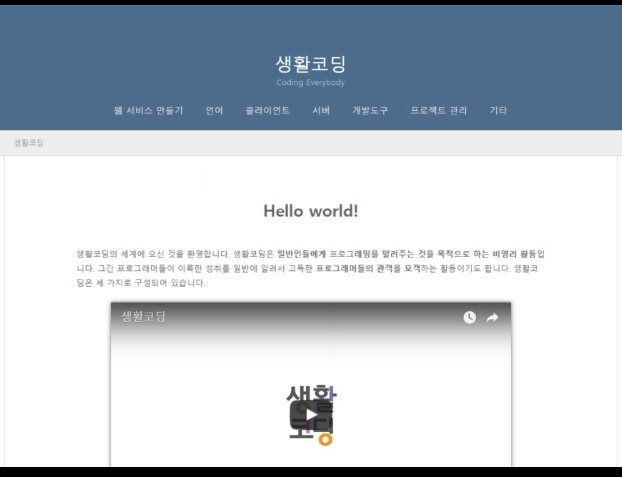 생활코딩
Coding Everybody
웹 서비스 만들기 언어 클라이언트 서버 개발도구 프로젝트 관리 기타
생활코딩
Hello world!
생활코딩의 세계에 오신 것을 환영합니다. 생활코딩은 일반인들에게 프로그래밍을 알려주는 것을 목적으로 하는 비영리 활동입
니다. 그간 프로그래머들이 이룩한 성취를 일반에 알려서 고독한 프로그래머들의 관객을 모객하는 활동이기도 합니다. 생활코
딩은 세 가지로 구성되어 있습니다.
생활코딩
생활
코딩